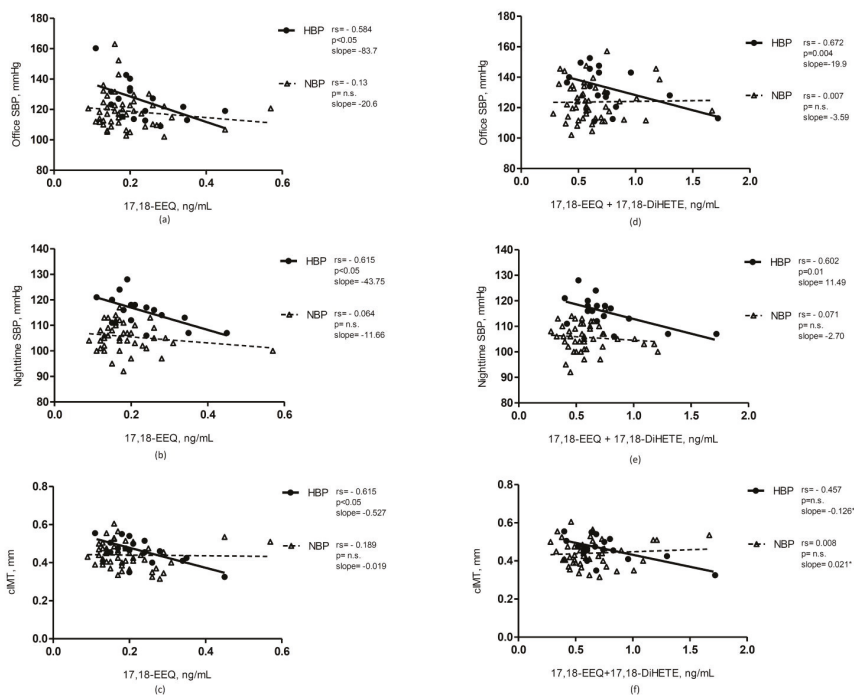 180
160
140
120
100
80
0.0 0.2 0.4 0.6
Office SBP, mmHg
17,18-EEQ, ng/mL
(a)
HBP
rs= - 0.584
p<0.05
slope= -83.7
NBP
rs= - 0.13
p= n.s.
slope= -20.6
180
160
140
120
100
80
0.0 0.5 1.0 1.5 2.0
Office SBP, mmHg
17,18-EEQ + 17,18-DiHETE, ng/mL
(d)
HBP
rs= - 0.672
p=0.004
slope=-19.9
NBP
rs= - 0.007
p= n.s.
slope= -3.59
140
130
120
110
100
90
80
0.0 0.2 0.4 0.6
Nighttime SBP, mmHg
17,18-EEQ, ng/mL
(b)
HBP
rs= - 0.615
p<0.05
slope= -43.75
NBP
rs= - 0.064
p= n.s.
slope= -11.66
140
130
120
110
100
90
80
0.0 0.5 1.0 1.5 2.0
Nighttime SBP, mmHg
17,18-EEQ + 17,18-DiHETE, ng/mL
(e)
HBP
rs= - 0.602
p=0.01
slope= 11.49
NBP
rs= - 0.071
p= n.s.
slope= -2.70
0.8
0.6
0.4
0.2
0.0
0.0 0.2 0.4 0.6
cIMT, mm
17,18-EEQ, ng/mL
(c)
HBP
rs= - 0.615
p<0.05
slope= -0.527
NBP
rs= -0.189
p= n.s.
slope= -0.019
0.8
0.6
0.4
0.2
0.0
0.0 0.5 1.0 1.5 2.0
cIMT, mm
17,18-EEQ+17,18-DiHETE, ng/mL
(f)
HBP
rs= - 0.457
p=n.s.
slope= -0.126*
NBP
rs= 0.008
p= n.s.
slope= 0.021*